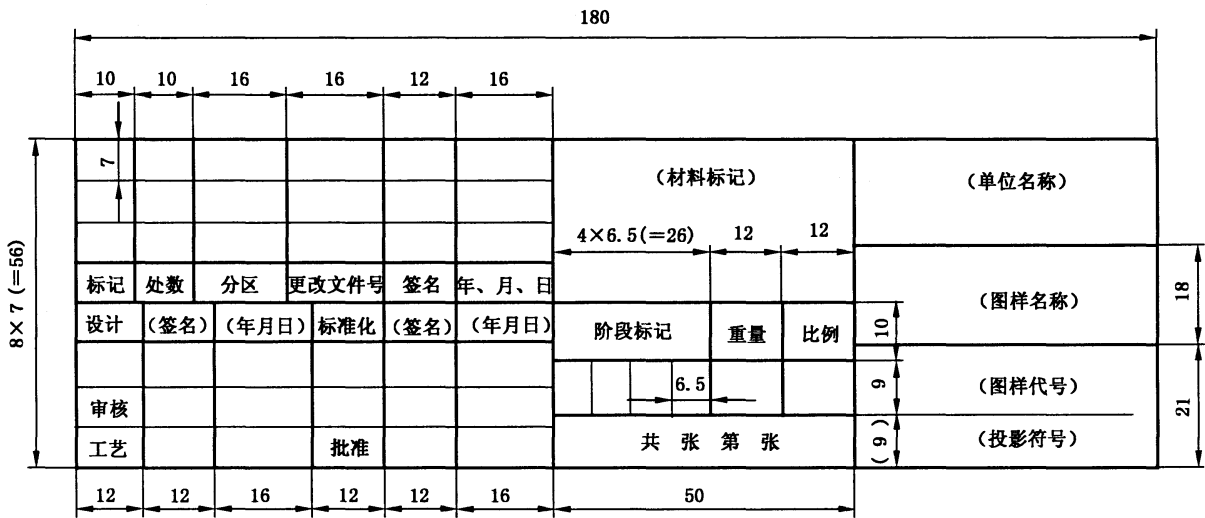 180
10 10 16 16 12 16
7
(材料标记) (单位名称)
4×6.5(=26) 12 12
8×7(=56)
标记 处数 分区 更改文件号 签名 年、月、日
(图样名称) 18
设计 (签名) (年月日) 标准化 (签名) (年月日) 阶段标记 重量 比例 10
6.5 9 (图样代号) 21
审核
工艺 批准 共 张 第 张 (9) (投影符号)
12 12 16 12 12 16 50